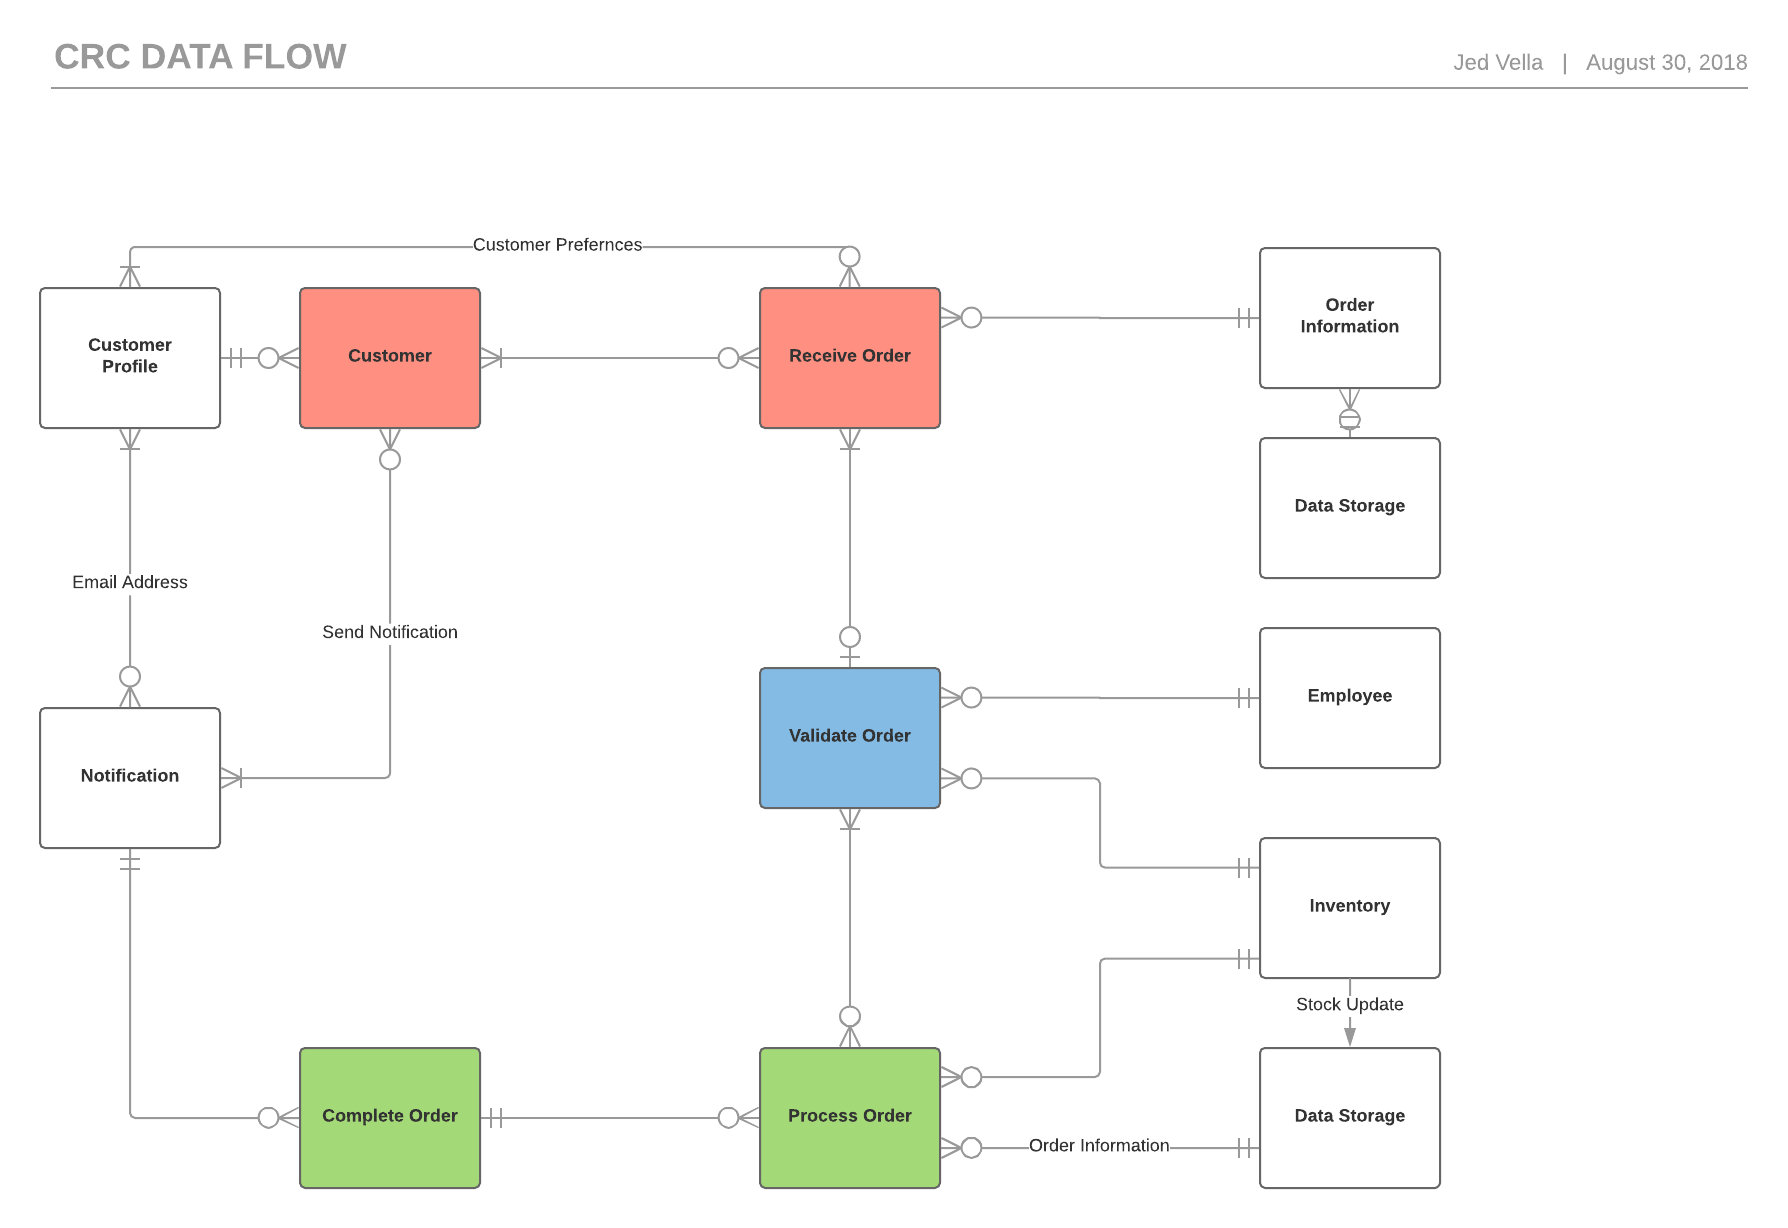 CRC DATA FLOW
Jed Vella | August 30, 2018
Customer Prefernces
Customer
Profile
Customer
Receive Order
Order
Information
Data Storage
Email Address
Send Notification
Notification
Validate Order
Employee
Inventory
Stock Update
Complete Order
Process Order
Order Information
Data Storage